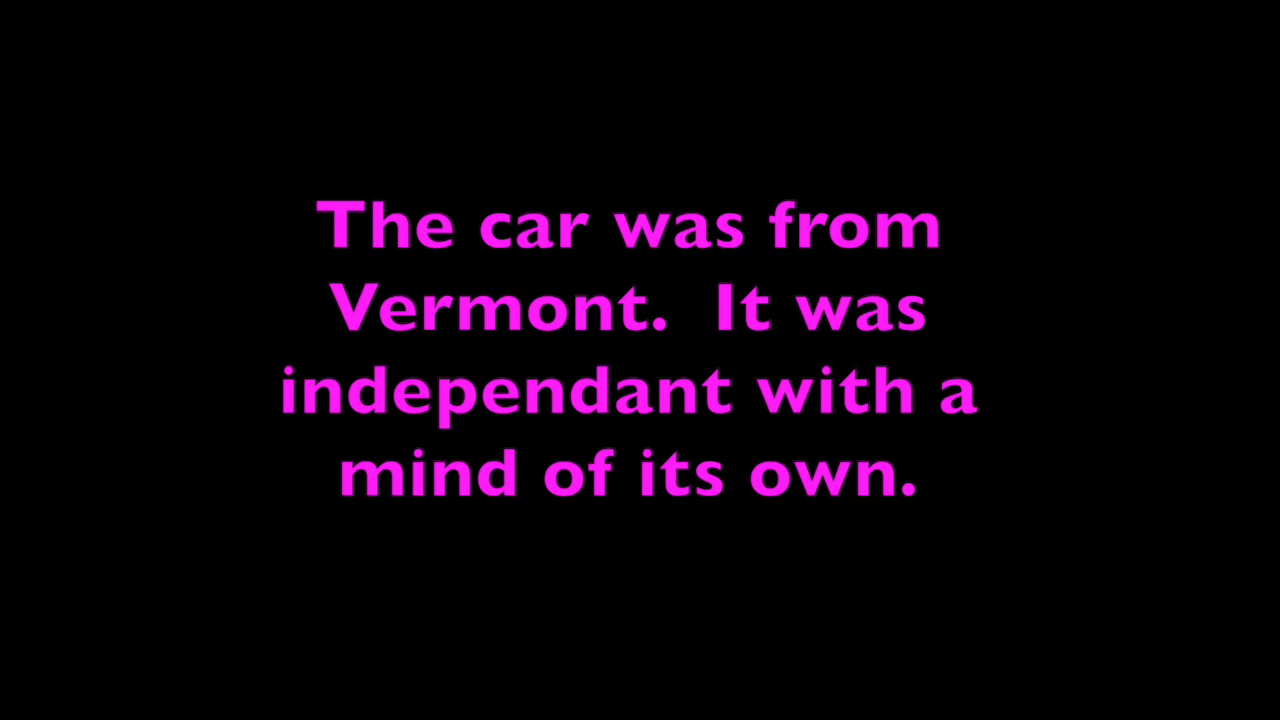 The car was from
Vermont.  It was
independant with a
mind of its own.